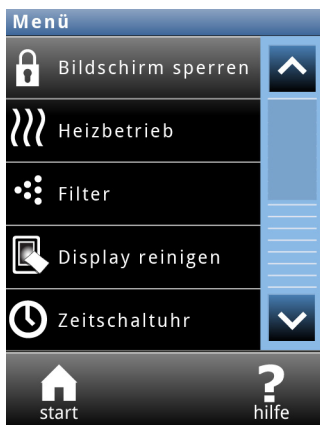 Menü
Bildschirm sperren
Heizbetrieb
Filter
Display reinigen
Zeitschaltuhr
start
hilfe